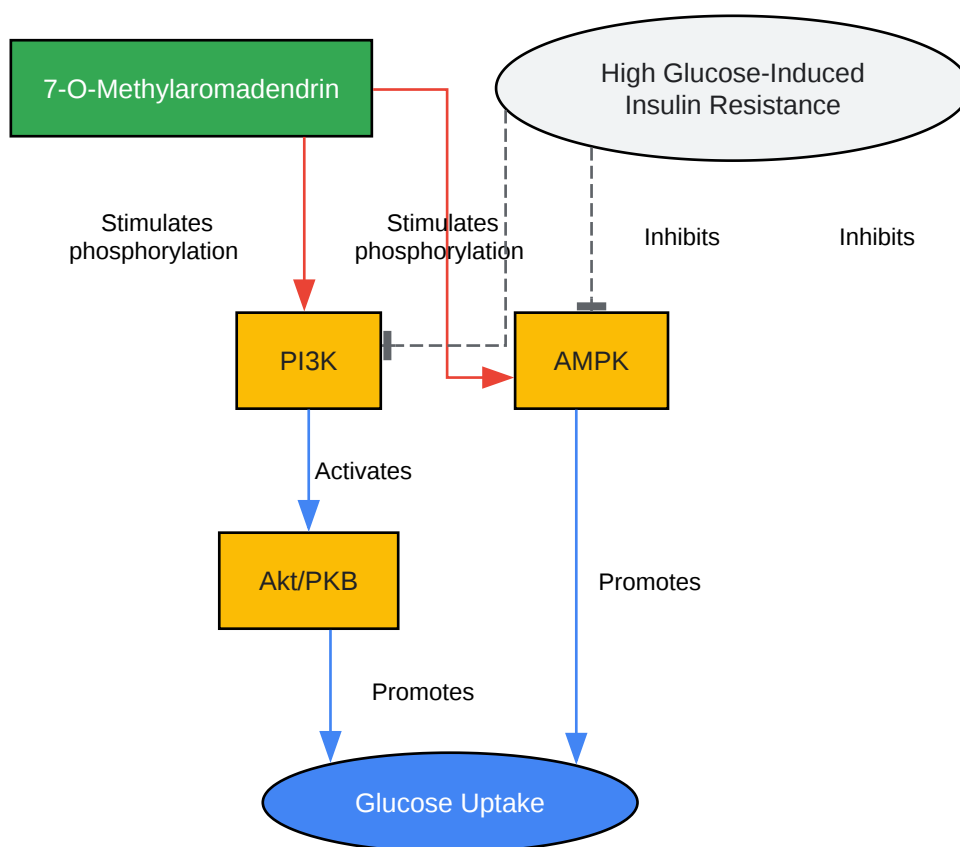 7-O-Methylaromadendrin
High Glucose-Induced
Insulin Resistance
Stimulates
phosphorylation
Stimulates
phosphorylation
Inhibits
Inhibits
PI3K
AMPK
Activates
Akt/PKB
Promotes
Promotes
Glucose Uptake